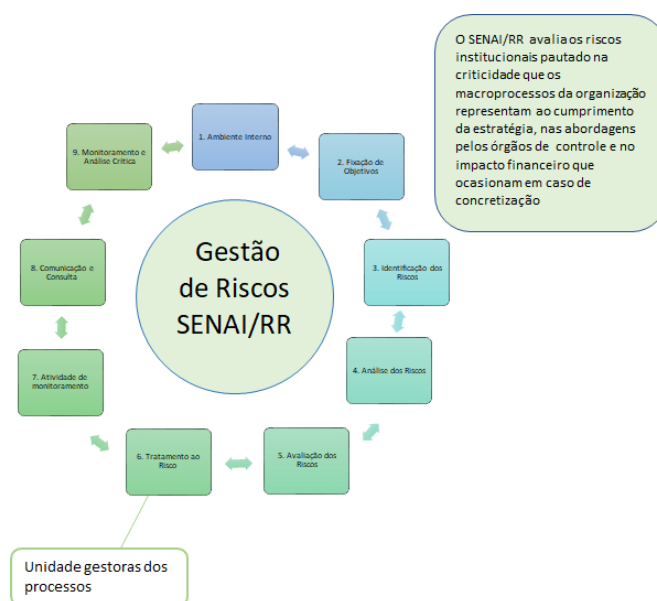 O SENAI/RR avalia os riscos
institucionais pautado na
criticidade que os
macroprocessos da organização
representam ao cumprimento
da estratégia, nas abordagens
pelos órgãos de controle e no
impacto financeiro que
ocasionam em caso de
concretização
1. Ambiente Interno
2. Fixação de
Objetivos
3. Identificação dos
Riscos
4. Análise dos Riscos
5. Avaliação dos
Riscos
6. Tratamento ao
Risco
7. Atividade de
monitoramento
8. Comunicação e
Consulta
9. Monitoramento e
Análise Crítica
Gestão
de Riscos
SENAI/RR
Unidade gestoras dos
processos